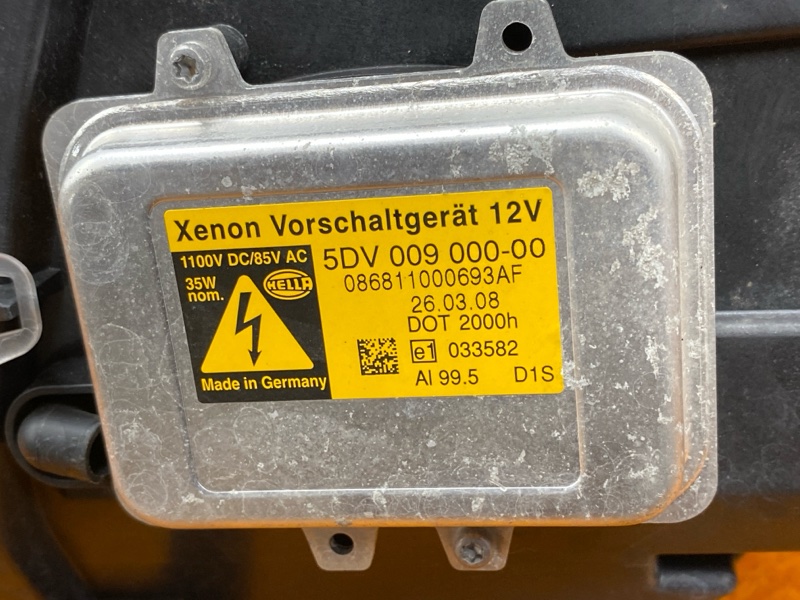 Xenon Vorschaltgerät 12V
1100V DC/85V AC
35W
nom.
HELLA
Made in Germany
5DV 009 000-00
086811000693AF
26.03.08
DOT 2000h
e1 033582
Al 99.5 D1S